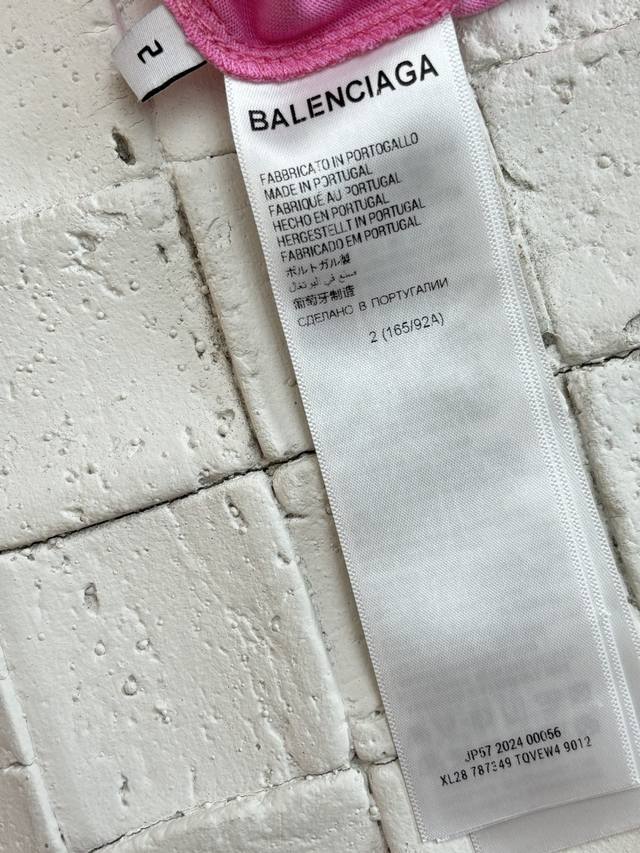 2
BALENCIAGA
FABBRICATO IN PORTOGALLO
MADE IN PORTUGAL
FABRIQUÉ AU PORTUGAL
HECHO EN PORTUGAL
HERGESTELLT IN PORTUGAL
FABRICADO EM PORTUGAL
ポルトガル製
صنع في البرتغال
葡萄牙制造
СДЕЛАНО В ПОРТУГАЛИИ
2 (165/92A)
JP57 2024 00056
XL28 787349 TQVEW4 9012